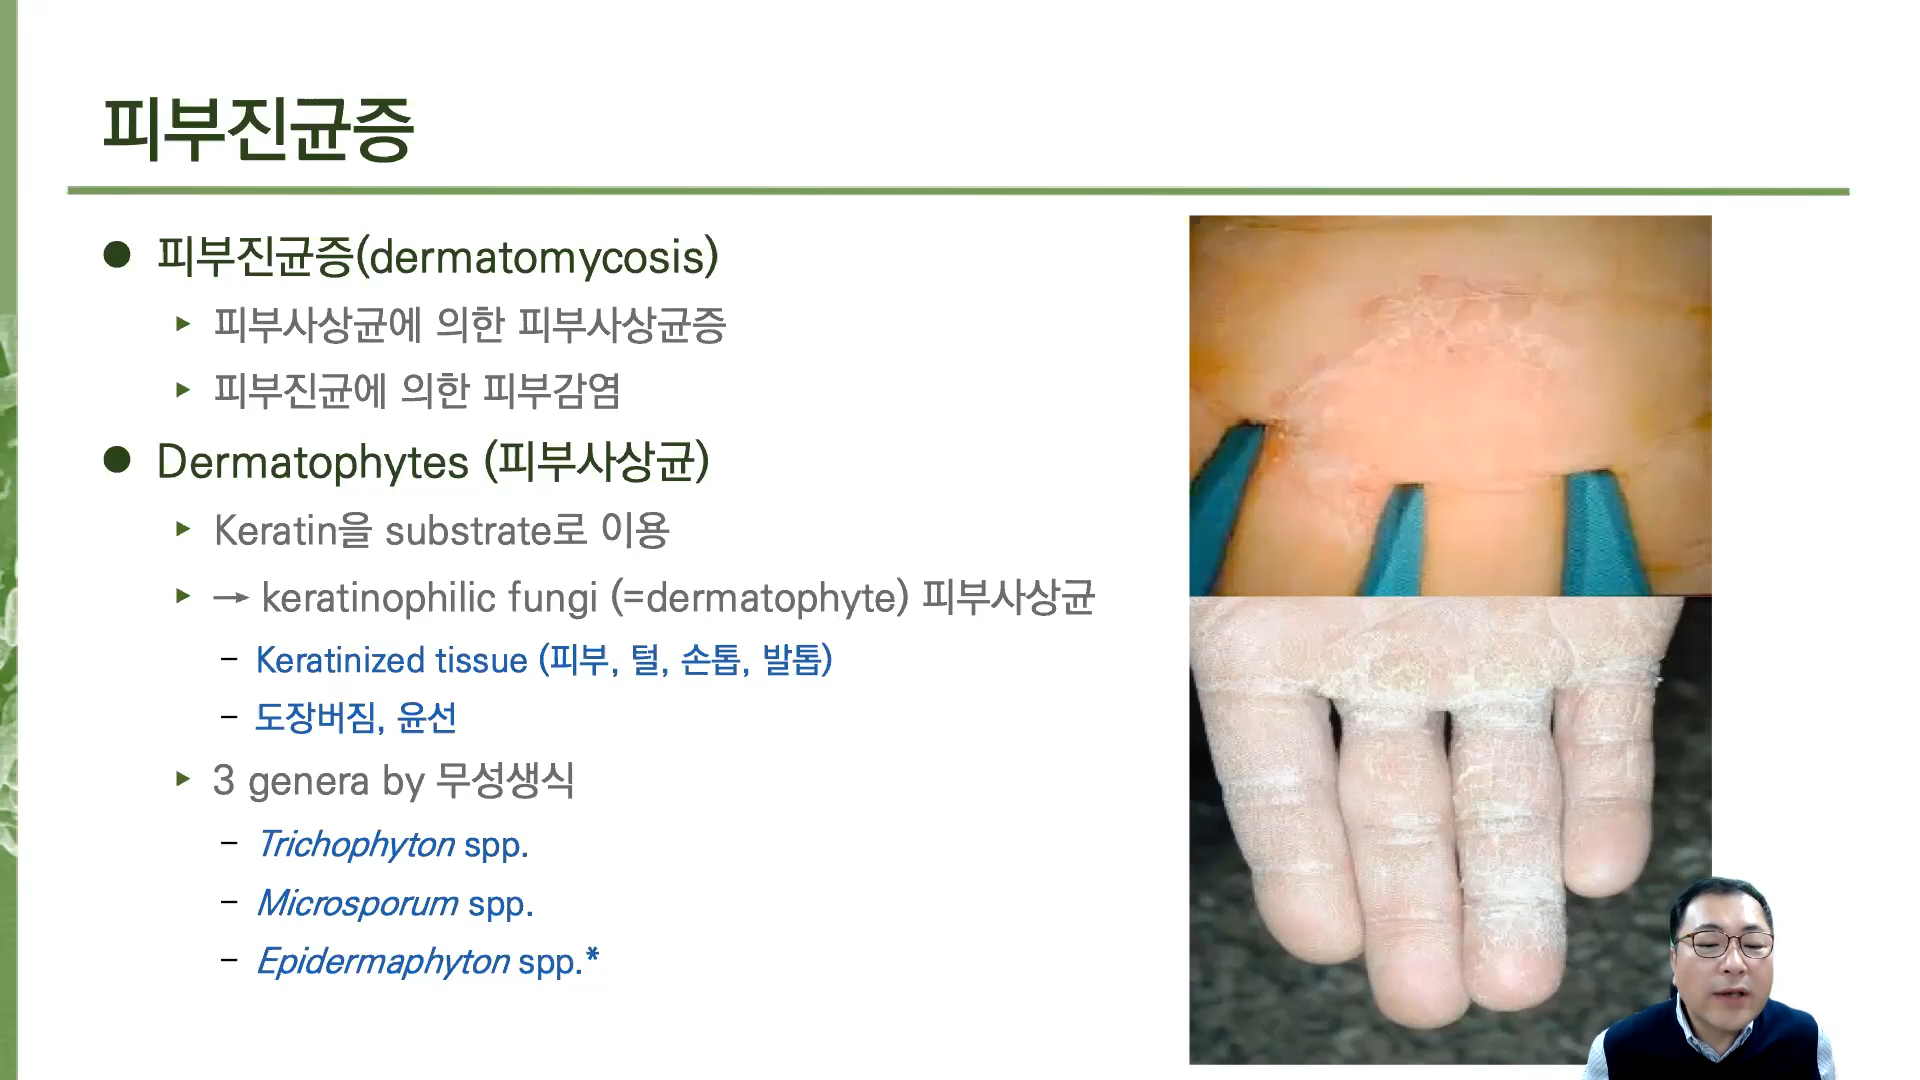 피부진균증
● 피부진균증(dermatomycosis)
▸ 피부사상균에 의한 피부사상균증
▸ 피부진균에 의한 피부감염
● Dermatophytes (피부사상균)
▸ Keratin을 substrate로 이용
▸ → keratinophilic fungi (=dermatophyte) 피부사상균
– Keratinized tissue (피부, 털, 손톱, 발톱)
– 도장버짐, 윤선
▸ 3 genera by 무성생식
– Trichophyton spp.
– Microsporum spp.
– Epidermaphyton spp.*